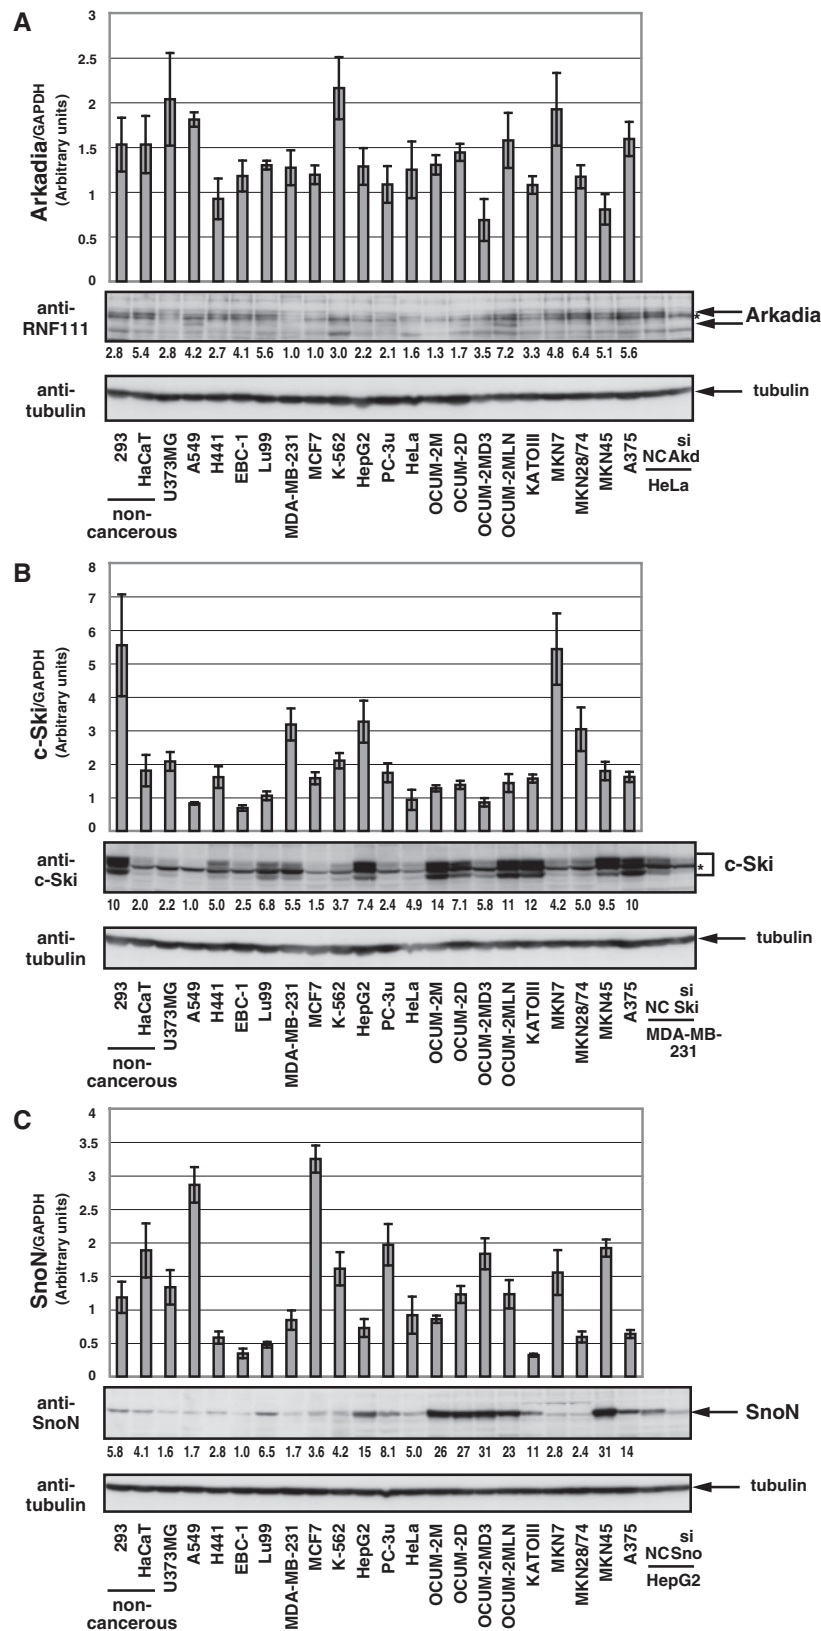 A
3
2.5
2
1.5
1
0.5
0
Arkadia/GAPDH
(Arbitrary units)
anti-
RNF111
Arkadia
*
2.8 5.4 2.8 4.2 2.7 4.1 5.6 1.0 1.0 3.0 2.2 2.1 1.6 1.3 1.7 3.5 7.2 3.3 4.8 6.4 5.1 5.6
anti-
tubulin
tubulin
293 HaCaT U373MG A549 H441 EBC-1 Lu99 MDA-MB-231 MCF7 K-562 HepG2 PC-3u HeLa OCUM-2M OCUM-2D OCUM-2MD3 OCUM-2MLN KATOIII MKN7 MKN28/74 MKN45 A375
si
NC Akd
HeLa
non-
cancerous
B
8
7
6
5
4
3
2
1
0
c-Ski/GAPDH
(Arbitrary units)
anti-
c-Ski
*
c-Ski
10 2.0 2.2 1.0 5.0 2.5 6.8 5.5 1.5 3.7 7.4 2.4 4.9 14 7.1 5.8 11 12 4.2 5.0 9.5 10
anti-
tubulin
tubulin
293 HaCaT U373MG A549 H441 EBC-1 Lu99 MDA-MB-231 MCF7 K-562 HepG2 PC-3u HeLa OCUM-2M OCUM-2D OCUM-2MD3 OCUM-2MLN KATOIII MKN7 MKN28/74 MKN45 A375
si
NC Ski
MDA-MB-
231
non-
cancerous
C
4
3.5
3
2.5
2
1.5
1
0.5
0
SnoN/GAPDH
(Arbitrary units)
anti-
SnoN
SnoN
5.8 4.1 1.6 1.7 2.8 1.0 6.5 1.7 3.6 4.2 15 8.1 5.0 26 27 31 23 11 2.8 2.4 31 14
anti-
tubulin
tubulin
293 HaCaT U373MG A549 H441 EBC-1 Lu99 MDA-MB-231 MCF7 K-562 HepG2 PC-3u HeLa OCUM-2M OCUM-2D OCUM-2MD3 OCUM-2MLN KATOIII MKN7 MKN28/74 MKN45 A375
si
NC Sno
HepG2
non-
cancerous